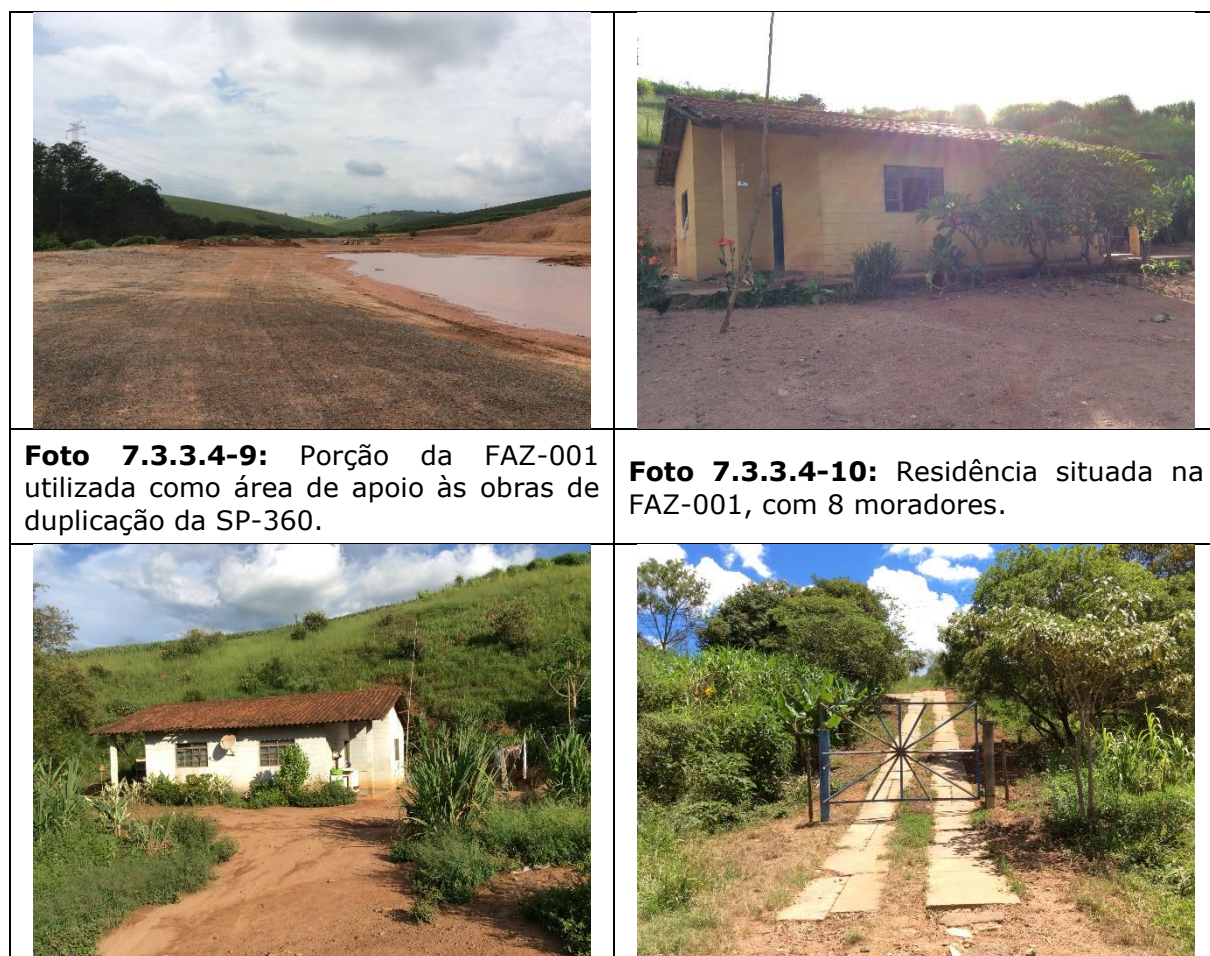 Foto 7.3.3.4-9: Porção da FAZ-001
utilizada como área de apoio às obras de
duplicação da SP-360.
Foto 7.3.3.4-10: Residência situada na
FAZ-001, com 8 moradores.